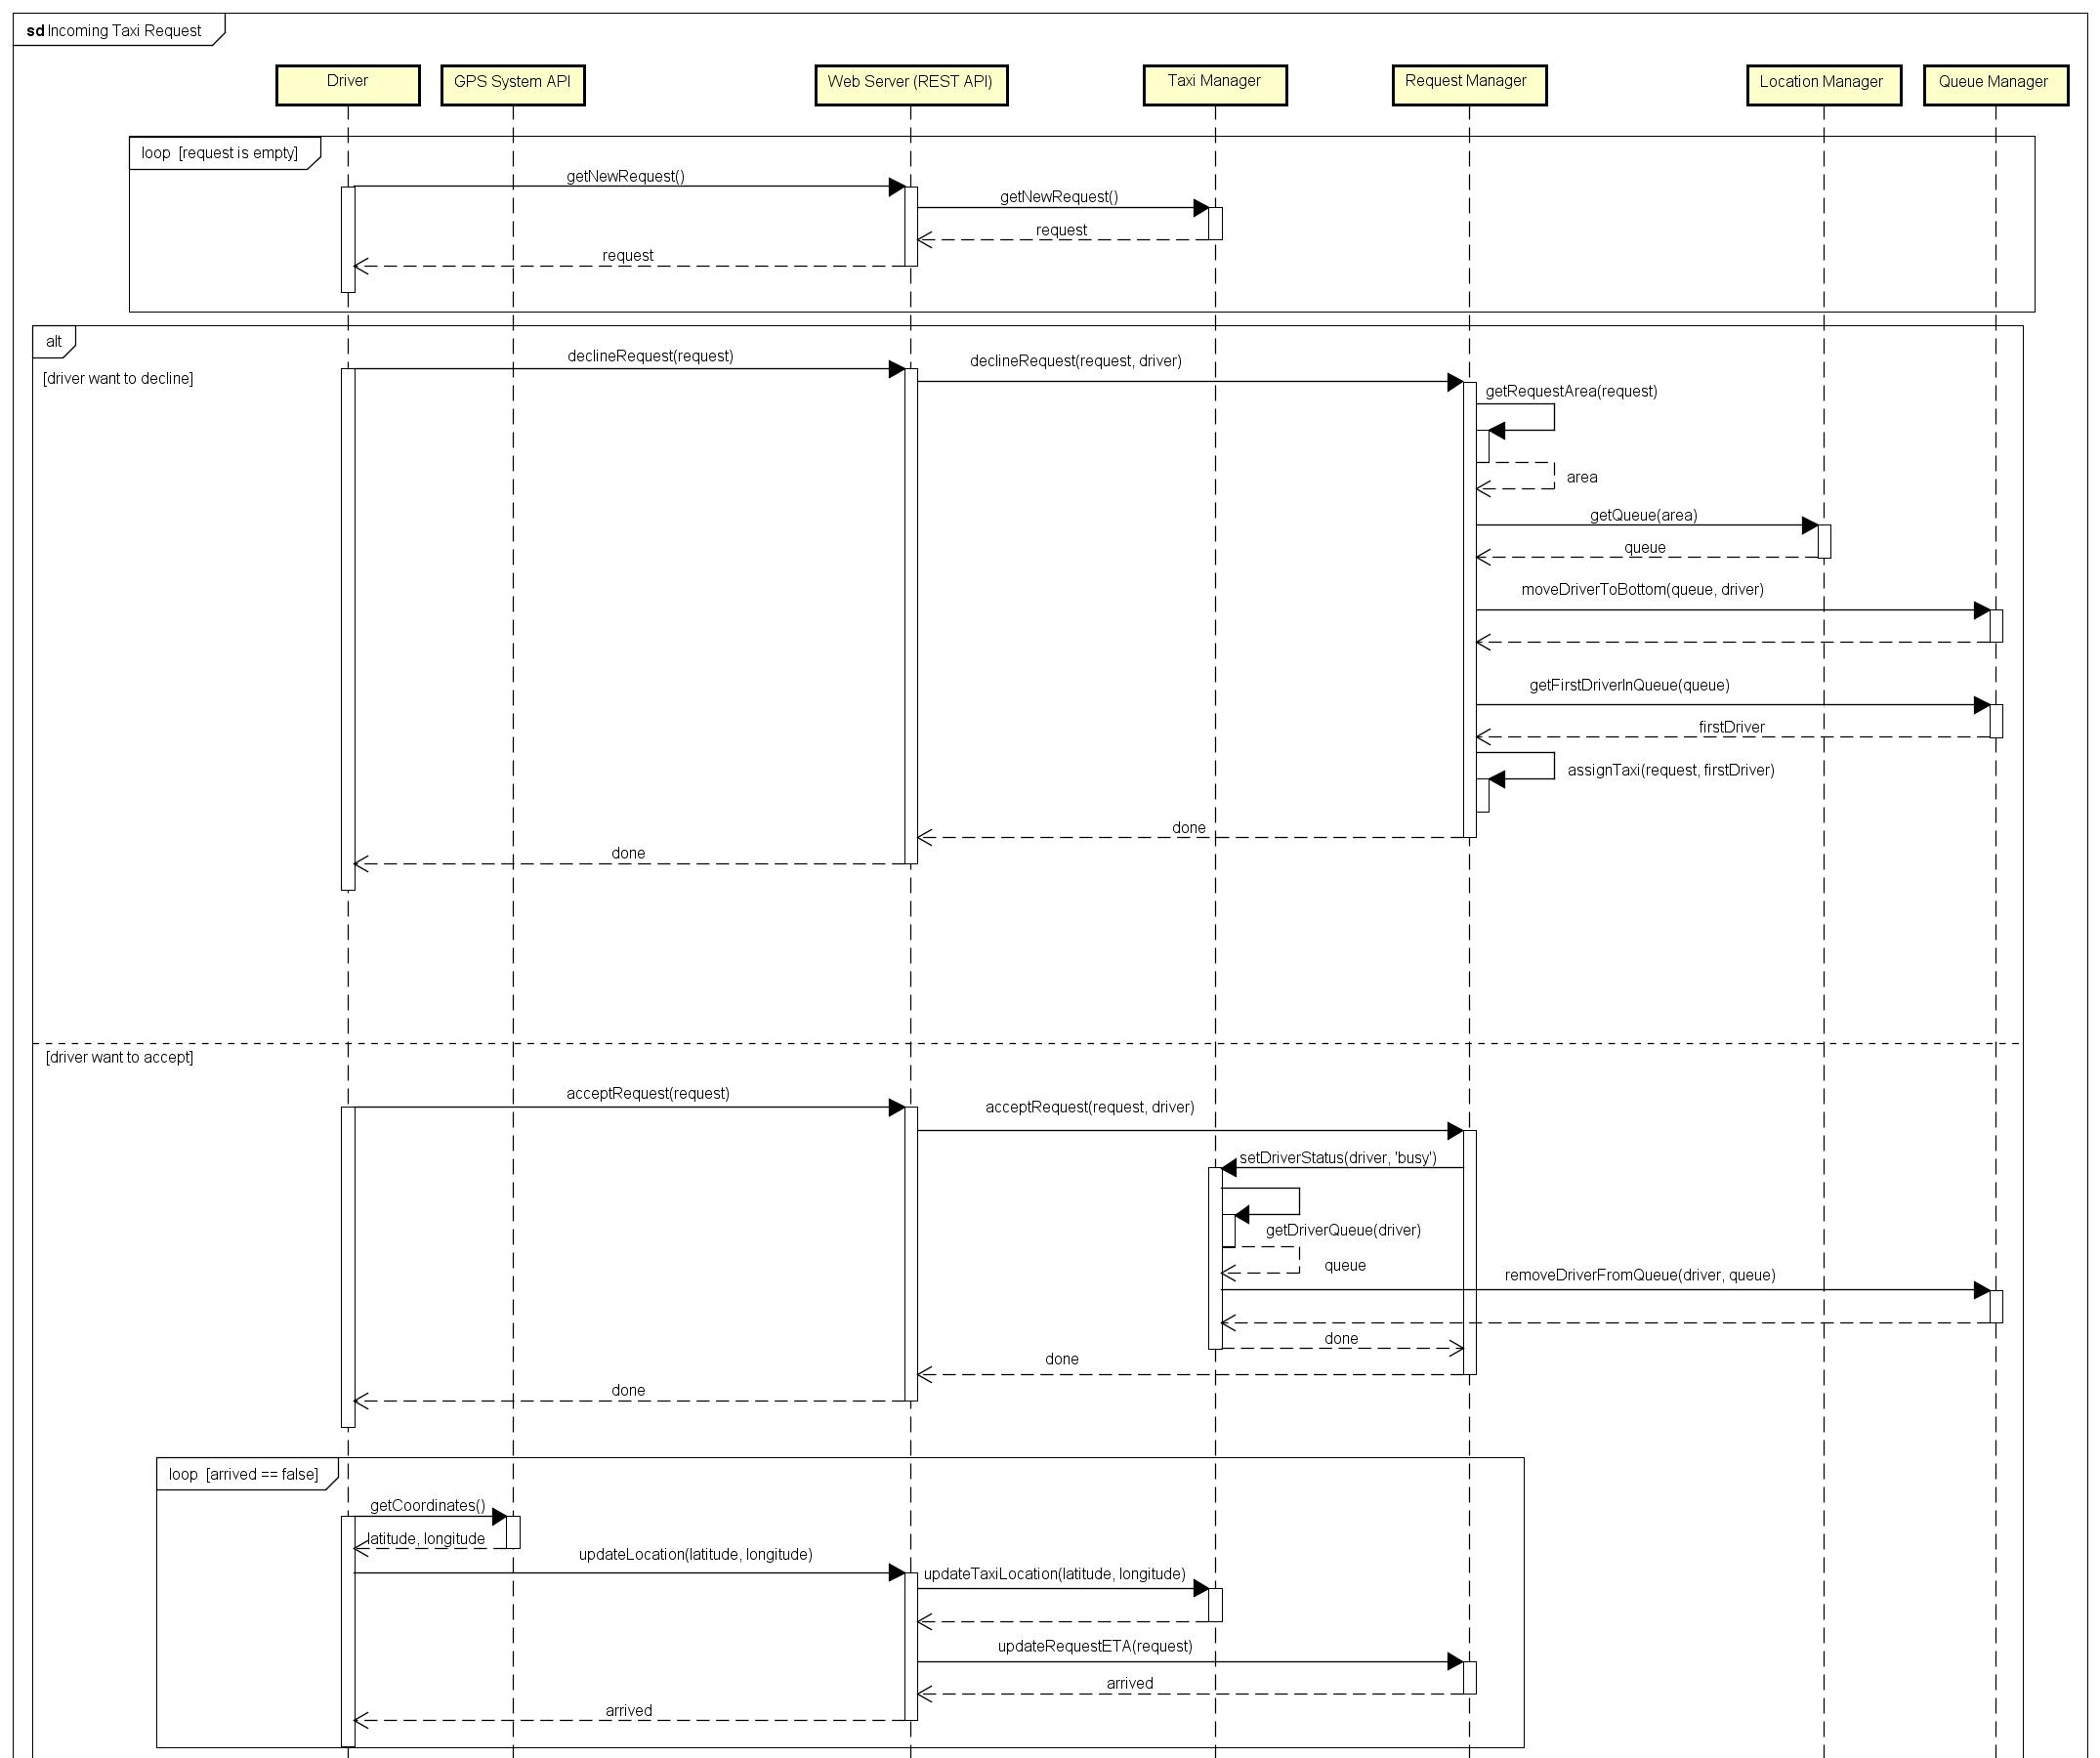 sd Incoming Taxi Request
Driver
GPS System API
Web Server (REST API)
Taxi Manager
Request Manager
Location Manager
Queue Manager
loop [request is empty]
getNewRequest()
getNewRequest()
request
request
alt
[driver want to decline]
declineRequest(request)
declineRequest(request, driver)
getRequestArea(request)
area
getQueue(area)
queue
moveDriverToBottom(queue, driver)
getFirstDriverInQueue(queue)
firstDriver
assignTaxi(request, firstDriver)
done
done
[driver want to accept]
acceptRequest(request)
acceptRequest(request, driver)
setDriverStatus(driver, 'busy')
getDriverQueue(driver)
queue
removeDriverFromQueue(driver, queue)
done
done
done
loop [arrived == false]
getCoordinates()
latitude, longitude
updateLocation(latitude, longitude)
updateTaxiLocation(latitude, longitude)
updateRequestETA(request)
arrived
arrived